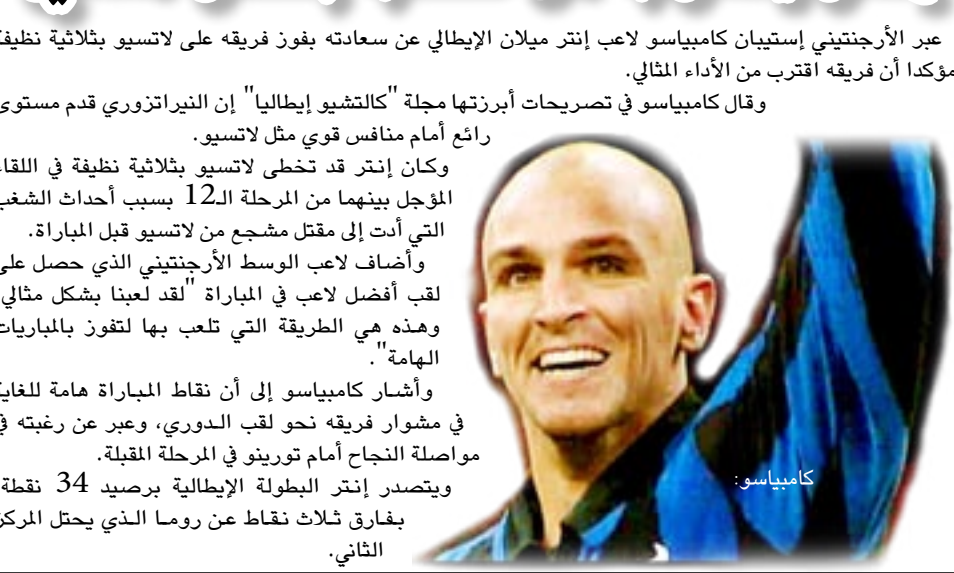 عبر الأرجنتيني إستيبان كامبياسو لاعب إنتر ميلان الإيطالي عن سعادته بفوز فريقه على لاتسيو بثلاثية نظيفة
مؤكدا أن فريقه اقترب من الأداء المثالي.
وقال كامبياسو في تصريحات أبرزتها مجلة "كالتشيو إيطاليا" إن النيراتزوري قدم مستوى
رائع أمام منافس قوي مثل لاتسيو.
وكان إنتر قد تخطى لاتسيو بثلاثية نظيفة في اللقاء
المؤجل بينهما من المرحلة الـ12 بسبب أحداث الشغب
التي أدت إلى مقتل مشجع من لاتسيو قبل المباراة.
وأضاف لاعب الوسط الأرجنتيني الذي حصل على
لقب أفضل لاعب في المباراة "لقد لعبنا بشكل مثالي
وهذه هي الطريقة التي تلعب بها لتفوز بالمباريات
الهامة".
وأشار كامبياسو إلى أن نقاط المباراة هامة للغاية
في مشوار فريقه نحو لقب الدوري، وعبر عن رغبته في
مواصلة النجاح أمام تورينو في المرحلة المقبلة.
ويتصدر إنتر البطولة الإيطالية برصيد 34 نقطة
بفارق ثلاث نقاط عن روما الذي يحتل المركز
الثاني.
كامبياسو: